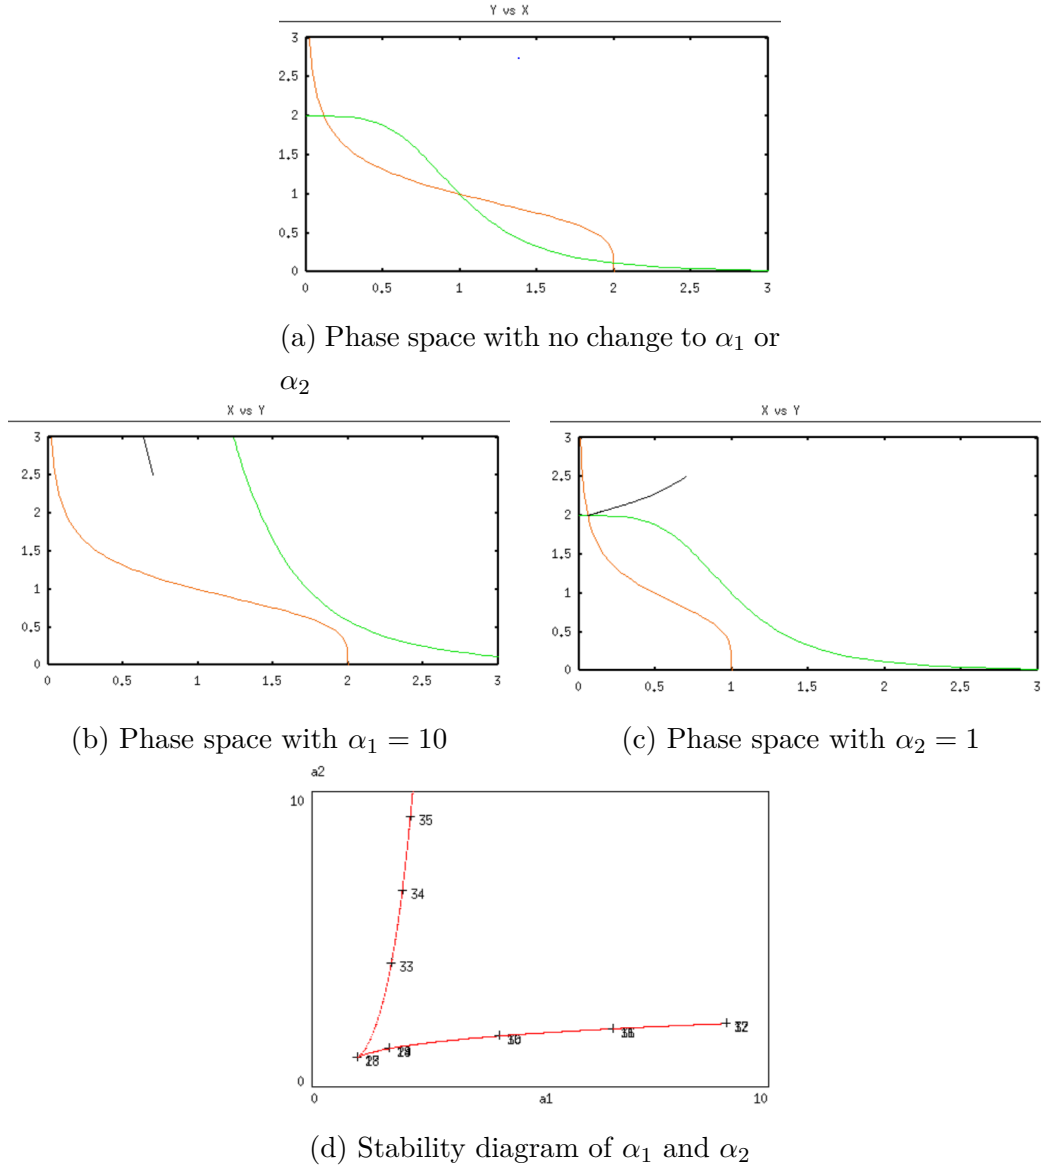 Y vs X
3
2.5
2
1.5
1
0.5
0
0 0.5 1 1.5 2 2.5 3
(a) Phase space with no change to α₁ or
α₂
X vs Y
3
2.5
2
1.5
1
0.5
0
0 0.5 1 1.5 2 2.5 3
(b) Phase space with α₁ = 10
X vs Y
3
2.5
2
1.5
1
0.5
0
0 0.5 1 1.5 2 2.5 3
(c) Phase space with α₂ = 1
a2
10
35
34
33
30
32
0
0 a1 10
(d) Stability diagram of α₁ and α₂